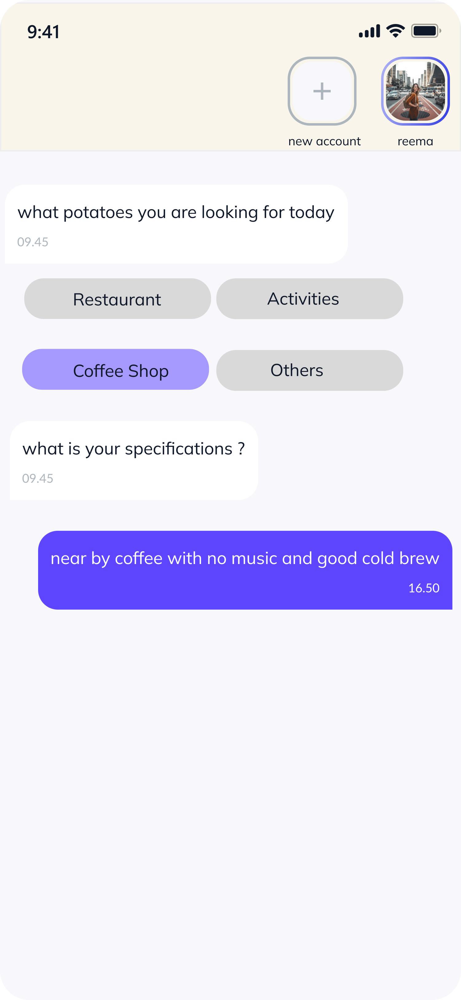 9:41
new account
reema
what potatoes you are looking for today
09.45
Restaurant
Activities
Coffee Shop
Others
what is your specifications ?
09.45
near by coffee with no music and good cold brew
16.50